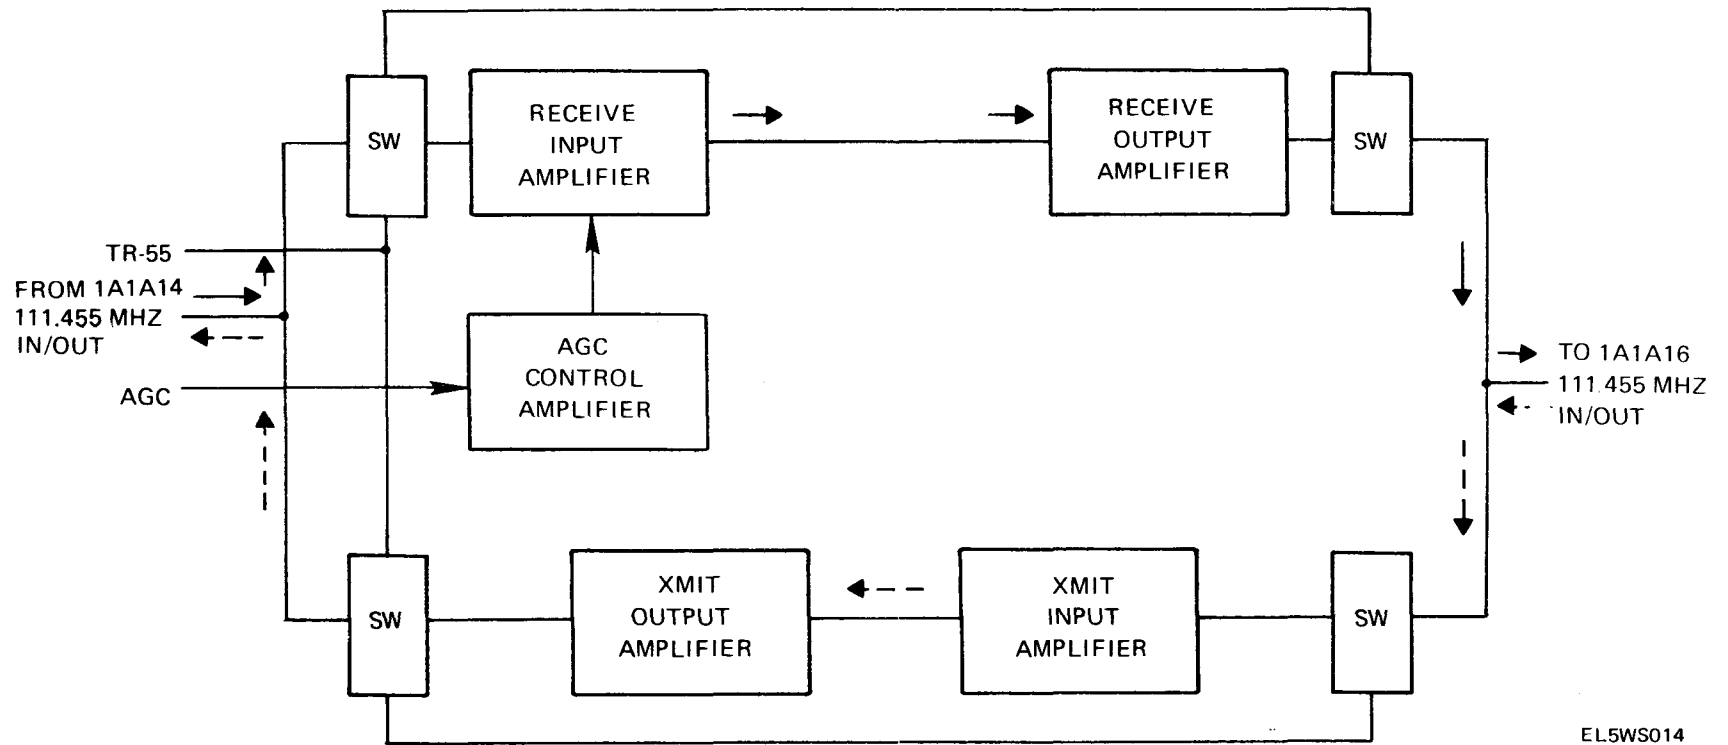 SW
RECEIVE
INPUT
AMPLIFIER
RECEIVE
OUTPUT
AMPLIFIER
SW
TR-55
FROM 1A1A14
111.455 MHZ
IN/OUT
AGC
AGC
CONTROL
AMPLIFIER
TO 1A1A16
111.455 MHZ
IN/OUT
SW
XMIT
OUTPUT
AMPLIFIER
XMIT
INPUT
AMPLIFIER
SW
EL5WS014